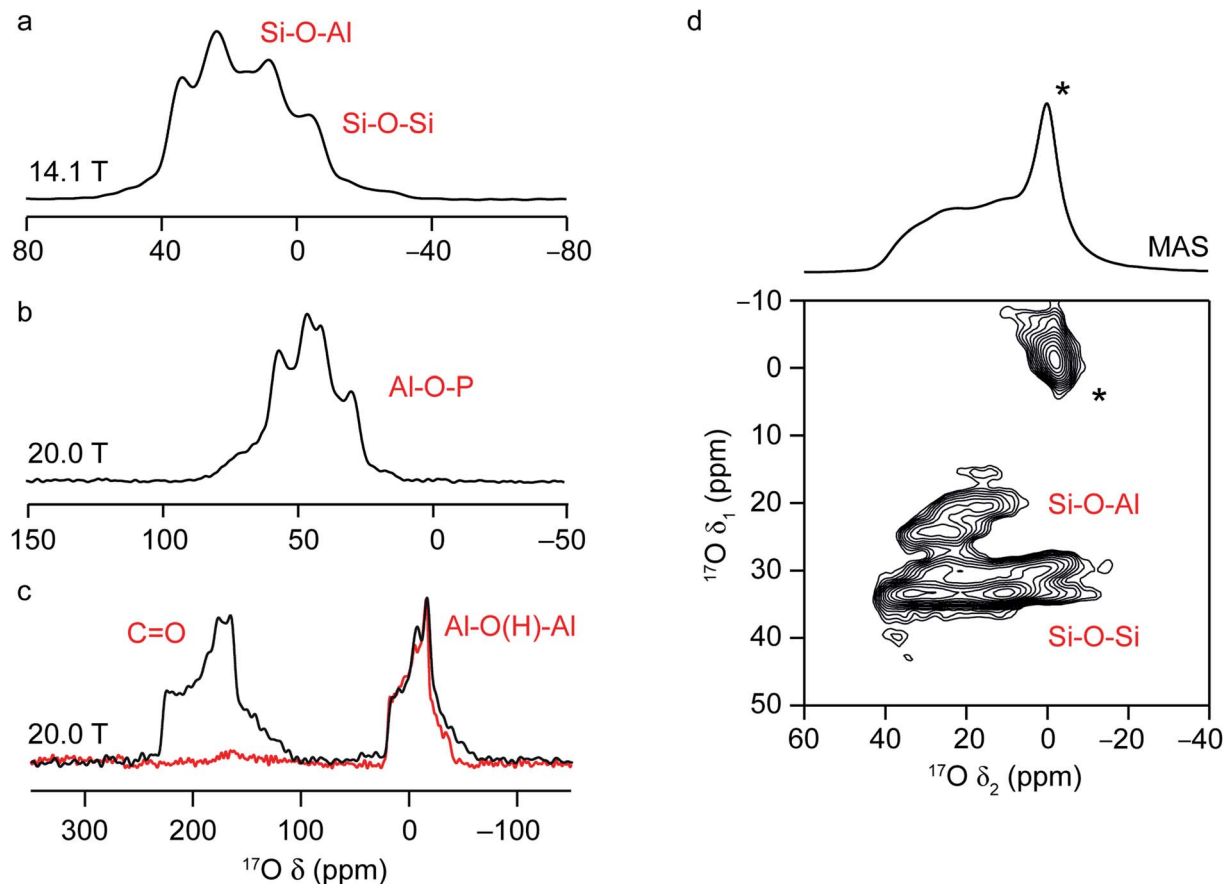 a
Si-O-Al
Si-O-Si
14.1 T
80 40 0 −40 −80
b
Al-O-P
20.0 T
150 100 50 0 −50
c
C=O
Al-O(H)-Al
20.0 T
300 200 100 0 −100
¹⁷O δ (ppm)
d
*
MAS
−10
0
*
10
¹⁷O δ₁ (ppm)
20
Si-O-Al
30
40
Si-O-Si
50
60 40 20 0 −20 −40
¹⁷O δ₂ (ppm)